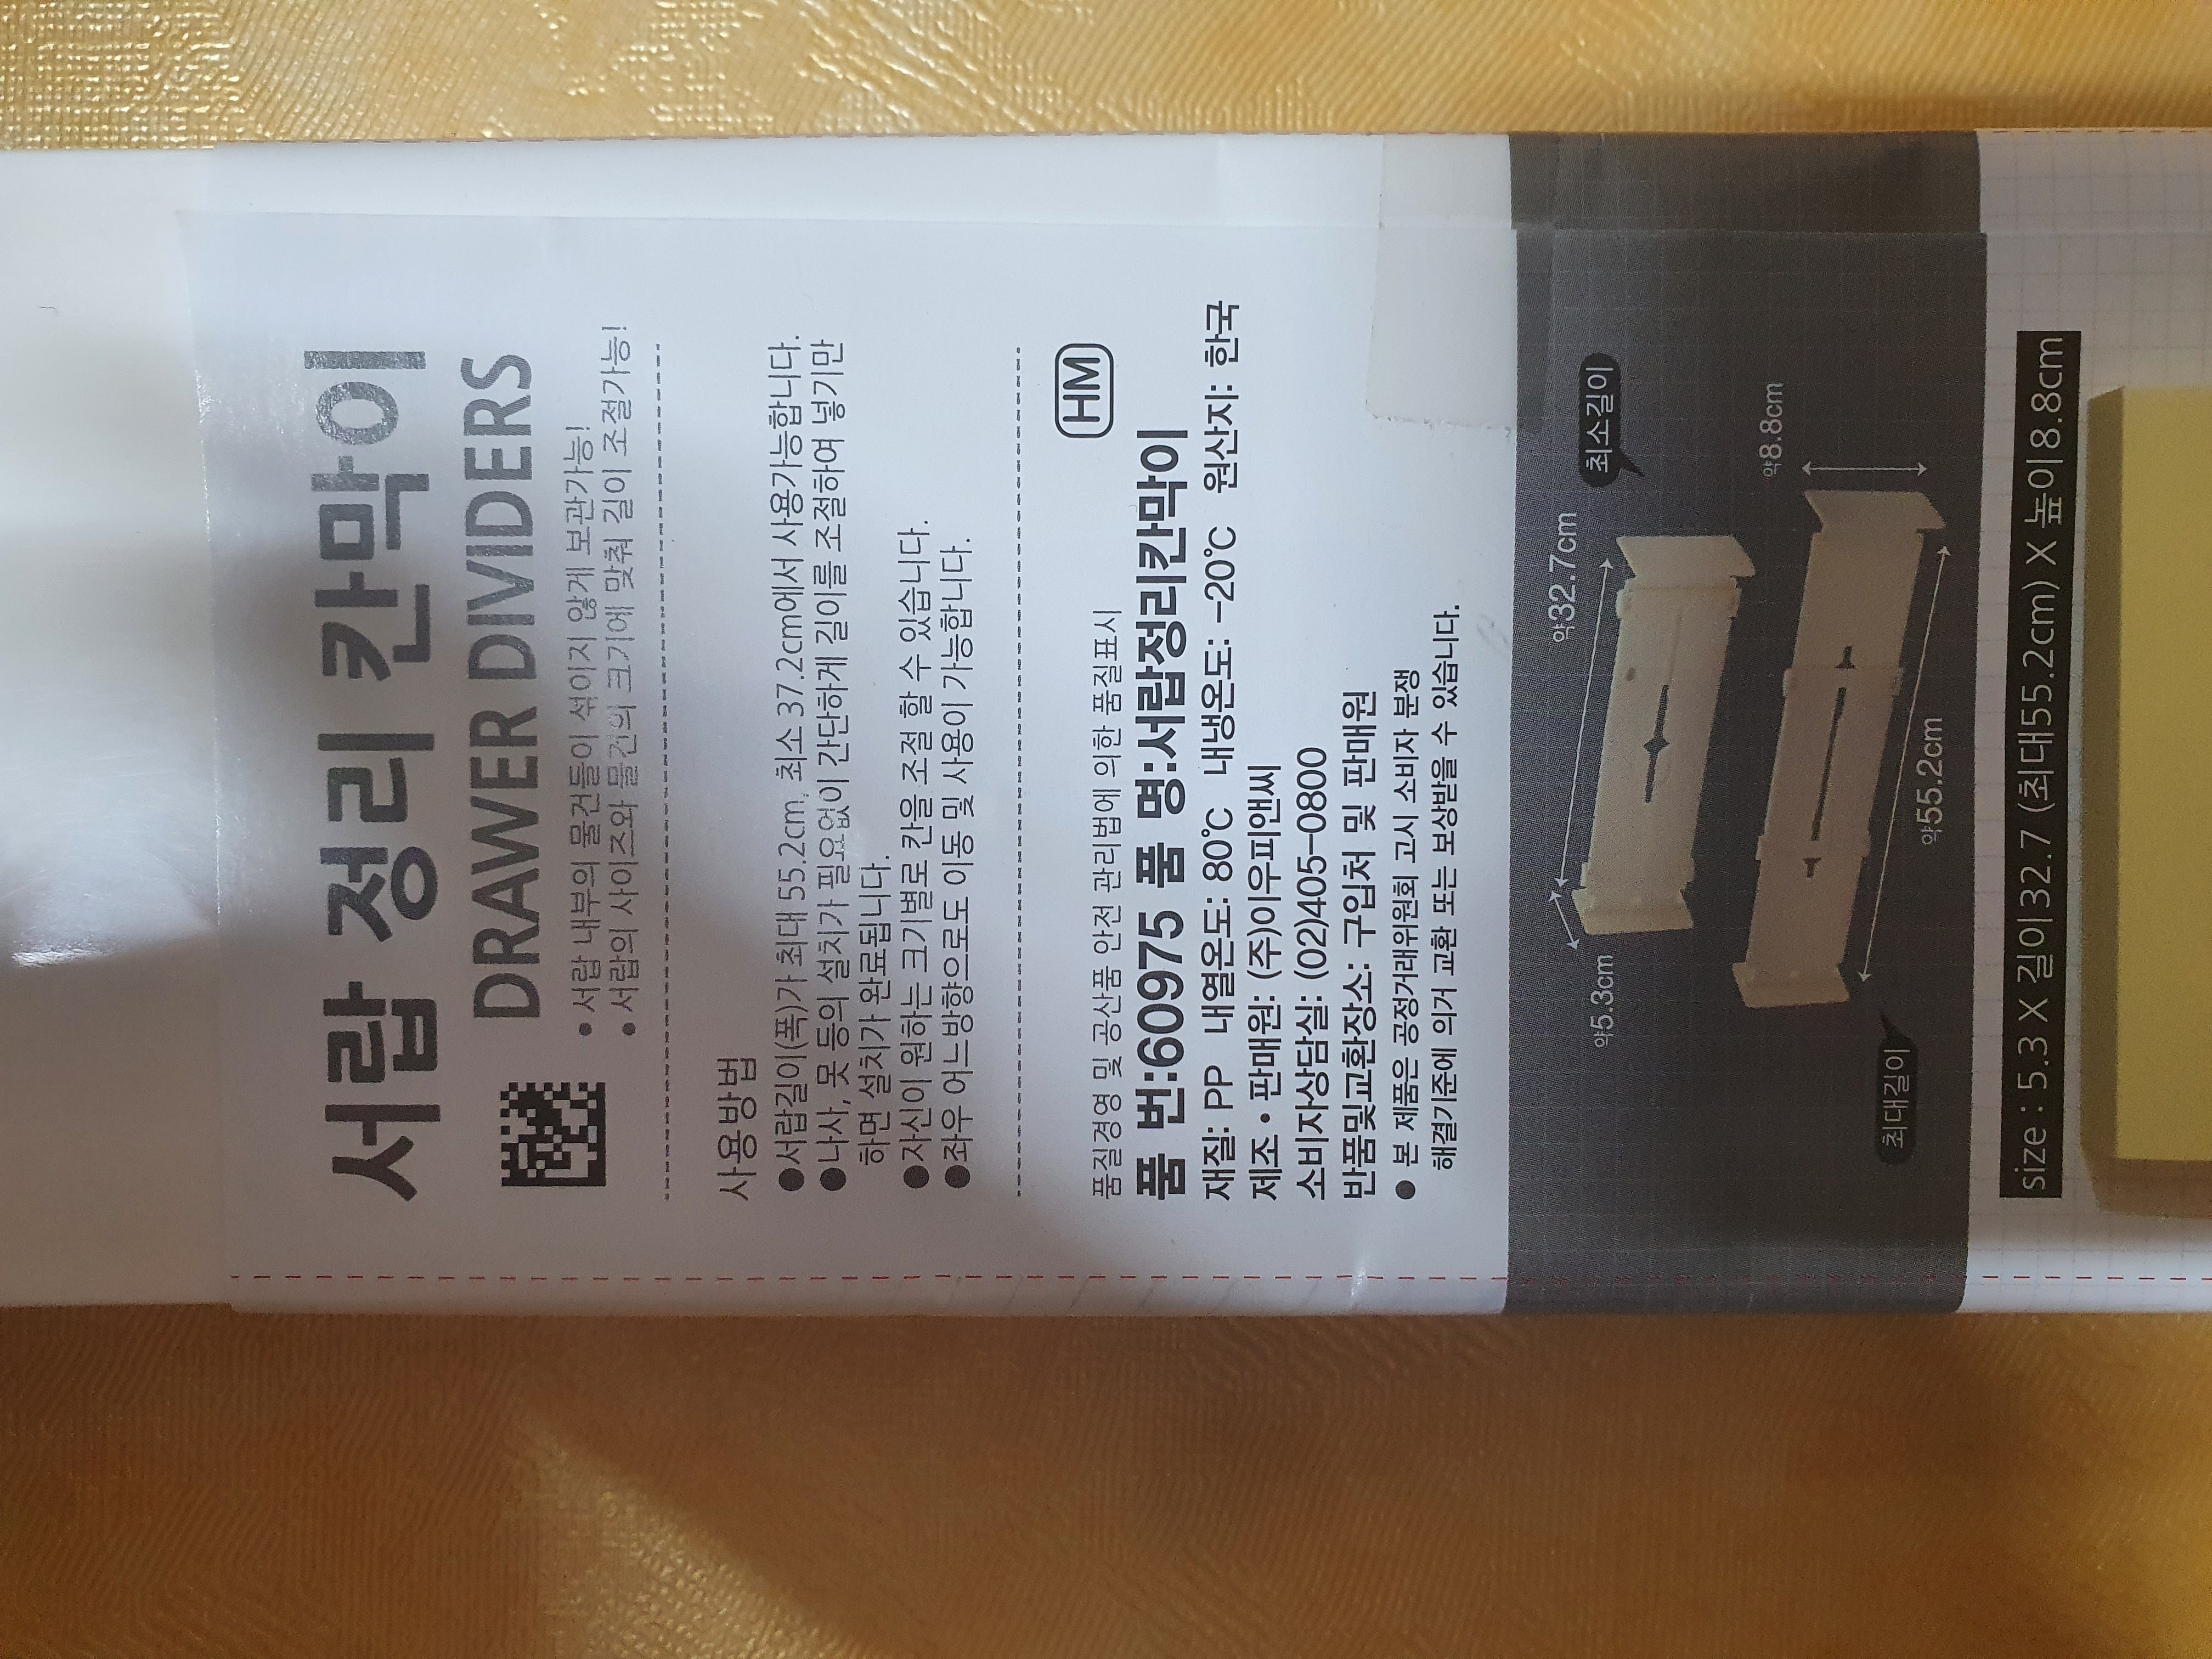 서랍 정리 칸막이
DRAWER DIVIDERS
• 서랍 내부의 물건들이 섞이지 않게 보관가능!
• 서랍의 사이즈와 물건의 크기에 맞춰 길이 조절가능!
사용방법
●서랍길이(폭)가 최대 55.2cm, 최소 37.2cm에서 사용가능합니다.
●나사, 못 등의 설치가 필요없이 간단하게 길이를 조절하여 넣기만
하면 설치가 완료됩니다.
●자신이 원하는 크기별로 칸을 조절 할 수 있습니다.
●좌우 어느방향으로도 이동 및 사용이 가능합니다.
HM
품질경영 및 공산품 안전 관리법에 의한 품질표시
품 번:60975 품 명:서랍정리칸막이
재질: PP 내열온도: 80℃ 내냉온도: -20℃ 원산지: 한국
제조 • 판매원: (주)이우피앤씨
소비자상담실: (02)405-0800
반품및교환장소: 구입처 및 판매원
● 본 제품은 공정거래위원회 고시 소비자 분쟁
해결기준에 의거 교환 또는 보상받을 수 있습니다.
최소길이
약32.7cm
약5.3cm
약8.8cm
약55.2cm
최대길이
size : 5.3 X 길이32.7 (최대55.2cm) X 높이8.8cm